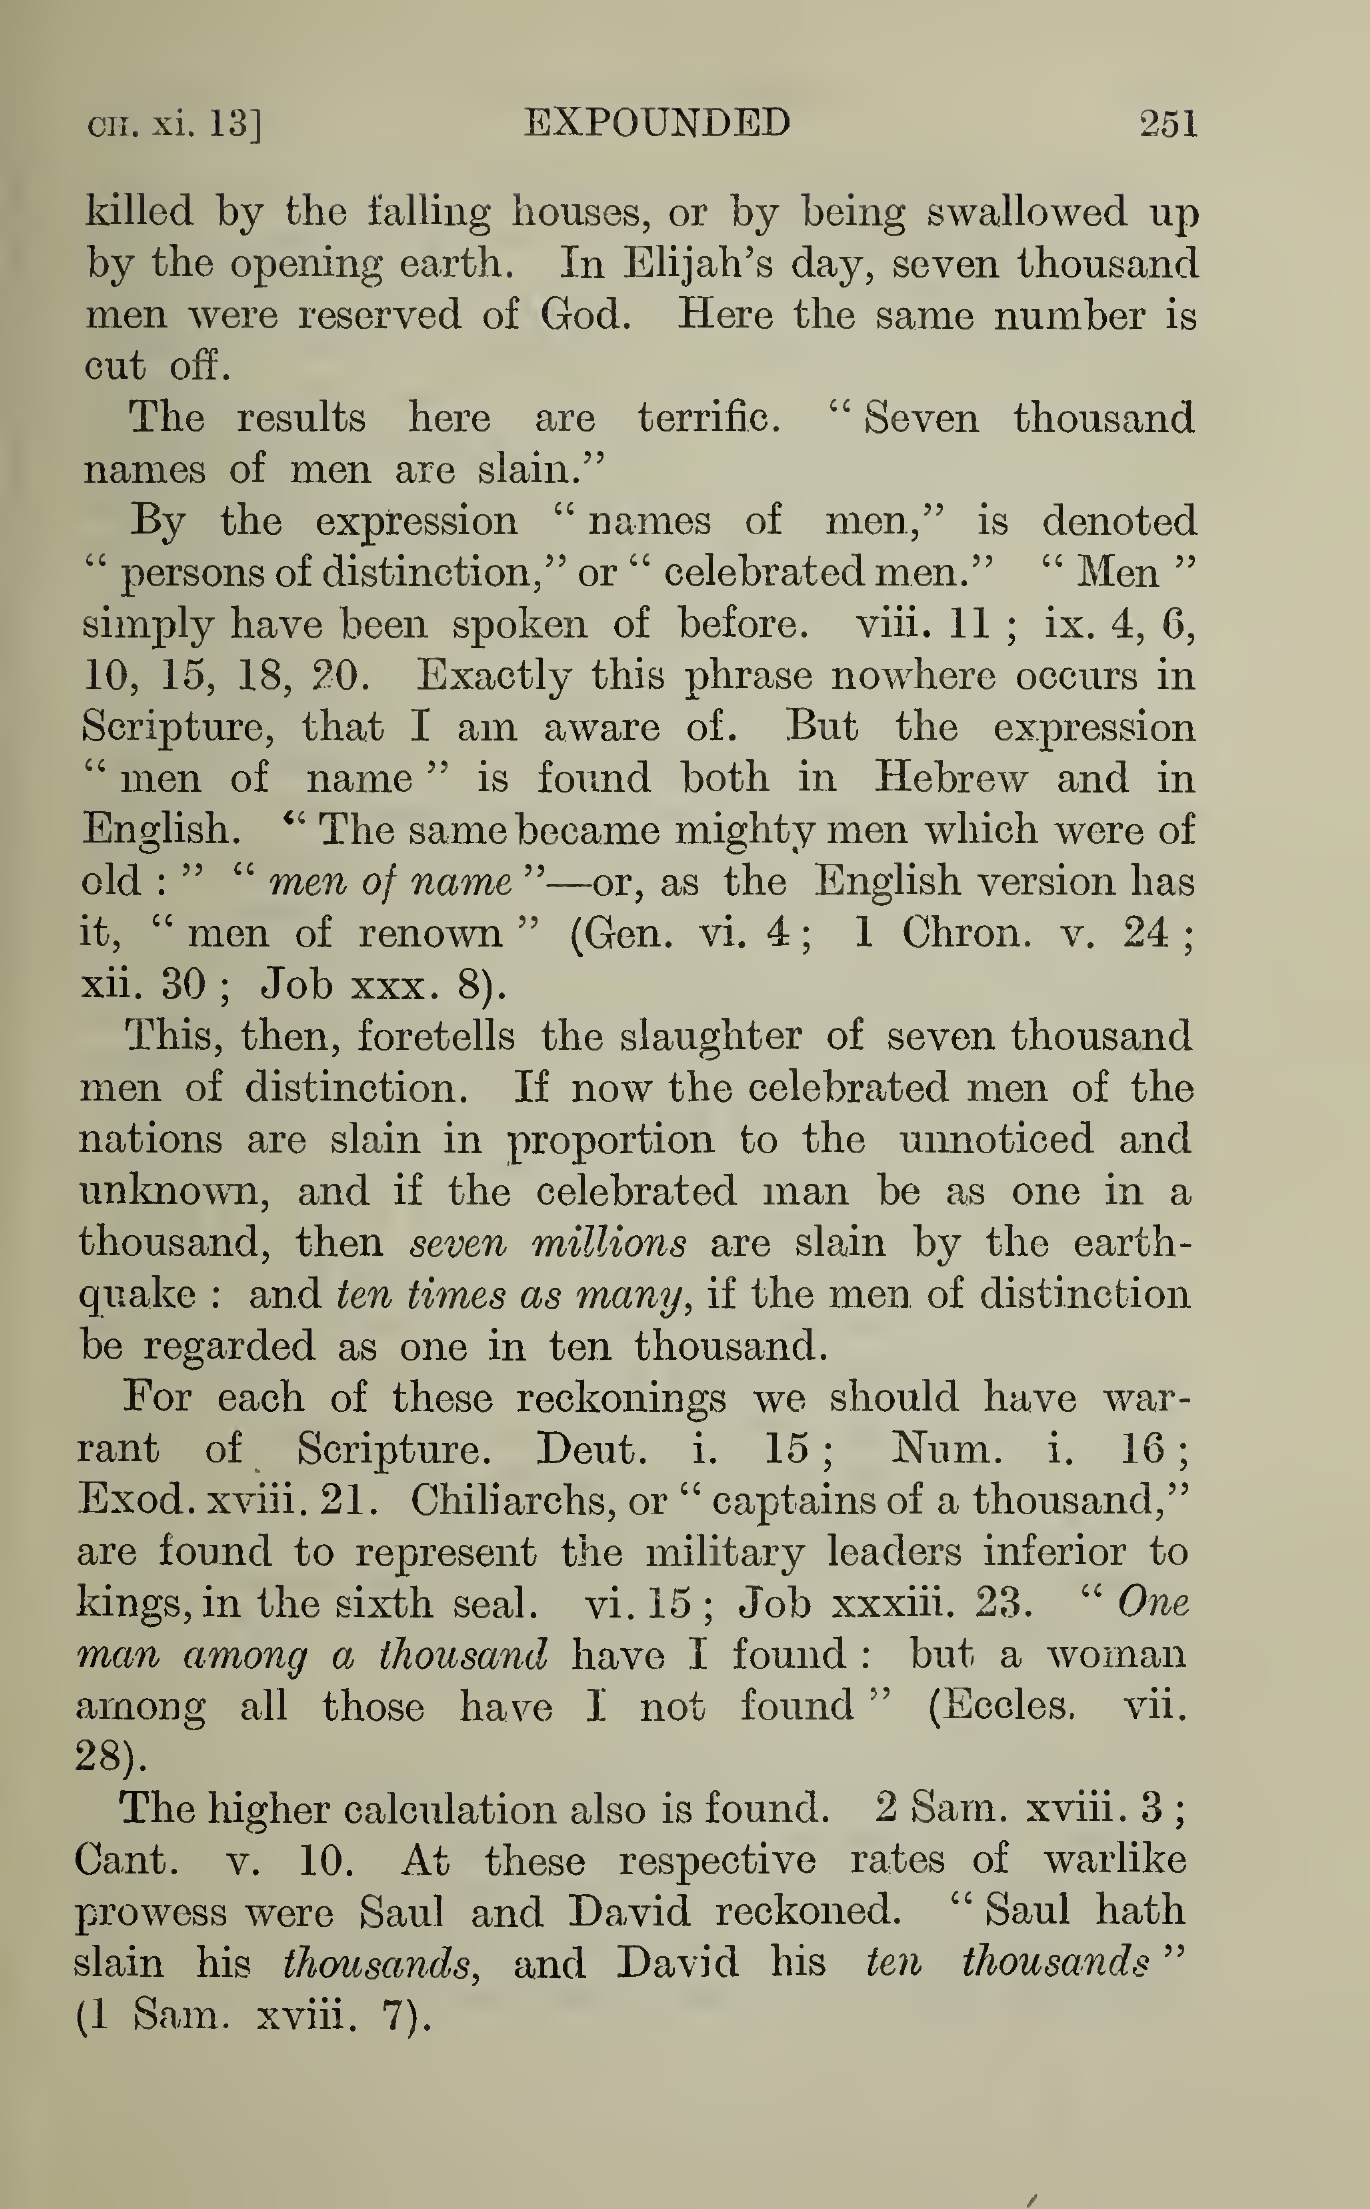 CH. xi. 13] EXPOUNDED 251
killed by the falling houses, or by being swallowed up
by the opening earth. In Elijah's day, seven thousand
men were reserved of God. Here the same number is
cut off.
The results here are terrific. " Seven thousand
names of men are slain."
By the expression " names of men," is denoted
" persons of distinction," or " celebrated men." " Men "
simply have been spoken of before. viii. 11 ; ix. 4, 6,
10, 15, 18, 20. Exactly this phrase nowhere occurs in
Scripture, that I am aware of. But the expression
" men of name " is found both in Hebrew and in
English. " The same became mighty men which were of
old : " " men of name "—or, as the English version has
it, " men of renown " (Gen. vi. 4 ; 1 Chron. v. 24 ;
xii. 30 ; Job xxx. 8).
This, then, foretells the slaughter of seven thousand
men of distinction. If now the celebrated men of the
nations are slain in proportion to the unnoticed and
unknown, and if the celebrated man be as one in a
thousand, then seven millions are slain by the earth-
quake : and ten times as many, if the men of distinction
be regarded as one in ten thousand.
For each of these reckonings we should have war-
rant of Scripture. Deut. i. 15 ; Num. i. 16 ;
Exod. xviii. 21. Chiliarchs, or " captains of a thousand,"
are found to represent the military leaders inferior to
kings, in the sixth seal. vi. 15 ; Job xxxiii. 23. " One
man among a thousand have I found : but a woman
among all those have I not found " (Eccles. vii.
28).
The higher calculation also is found. 2 Sam. xviii. 3 ;
Cant. v. 10. At these respective rates of warlike
prowess were Saul and David reckoned. " Saul hath
slain his thousands, and David his ten thousands "
(1 Sam. xviii. 7).